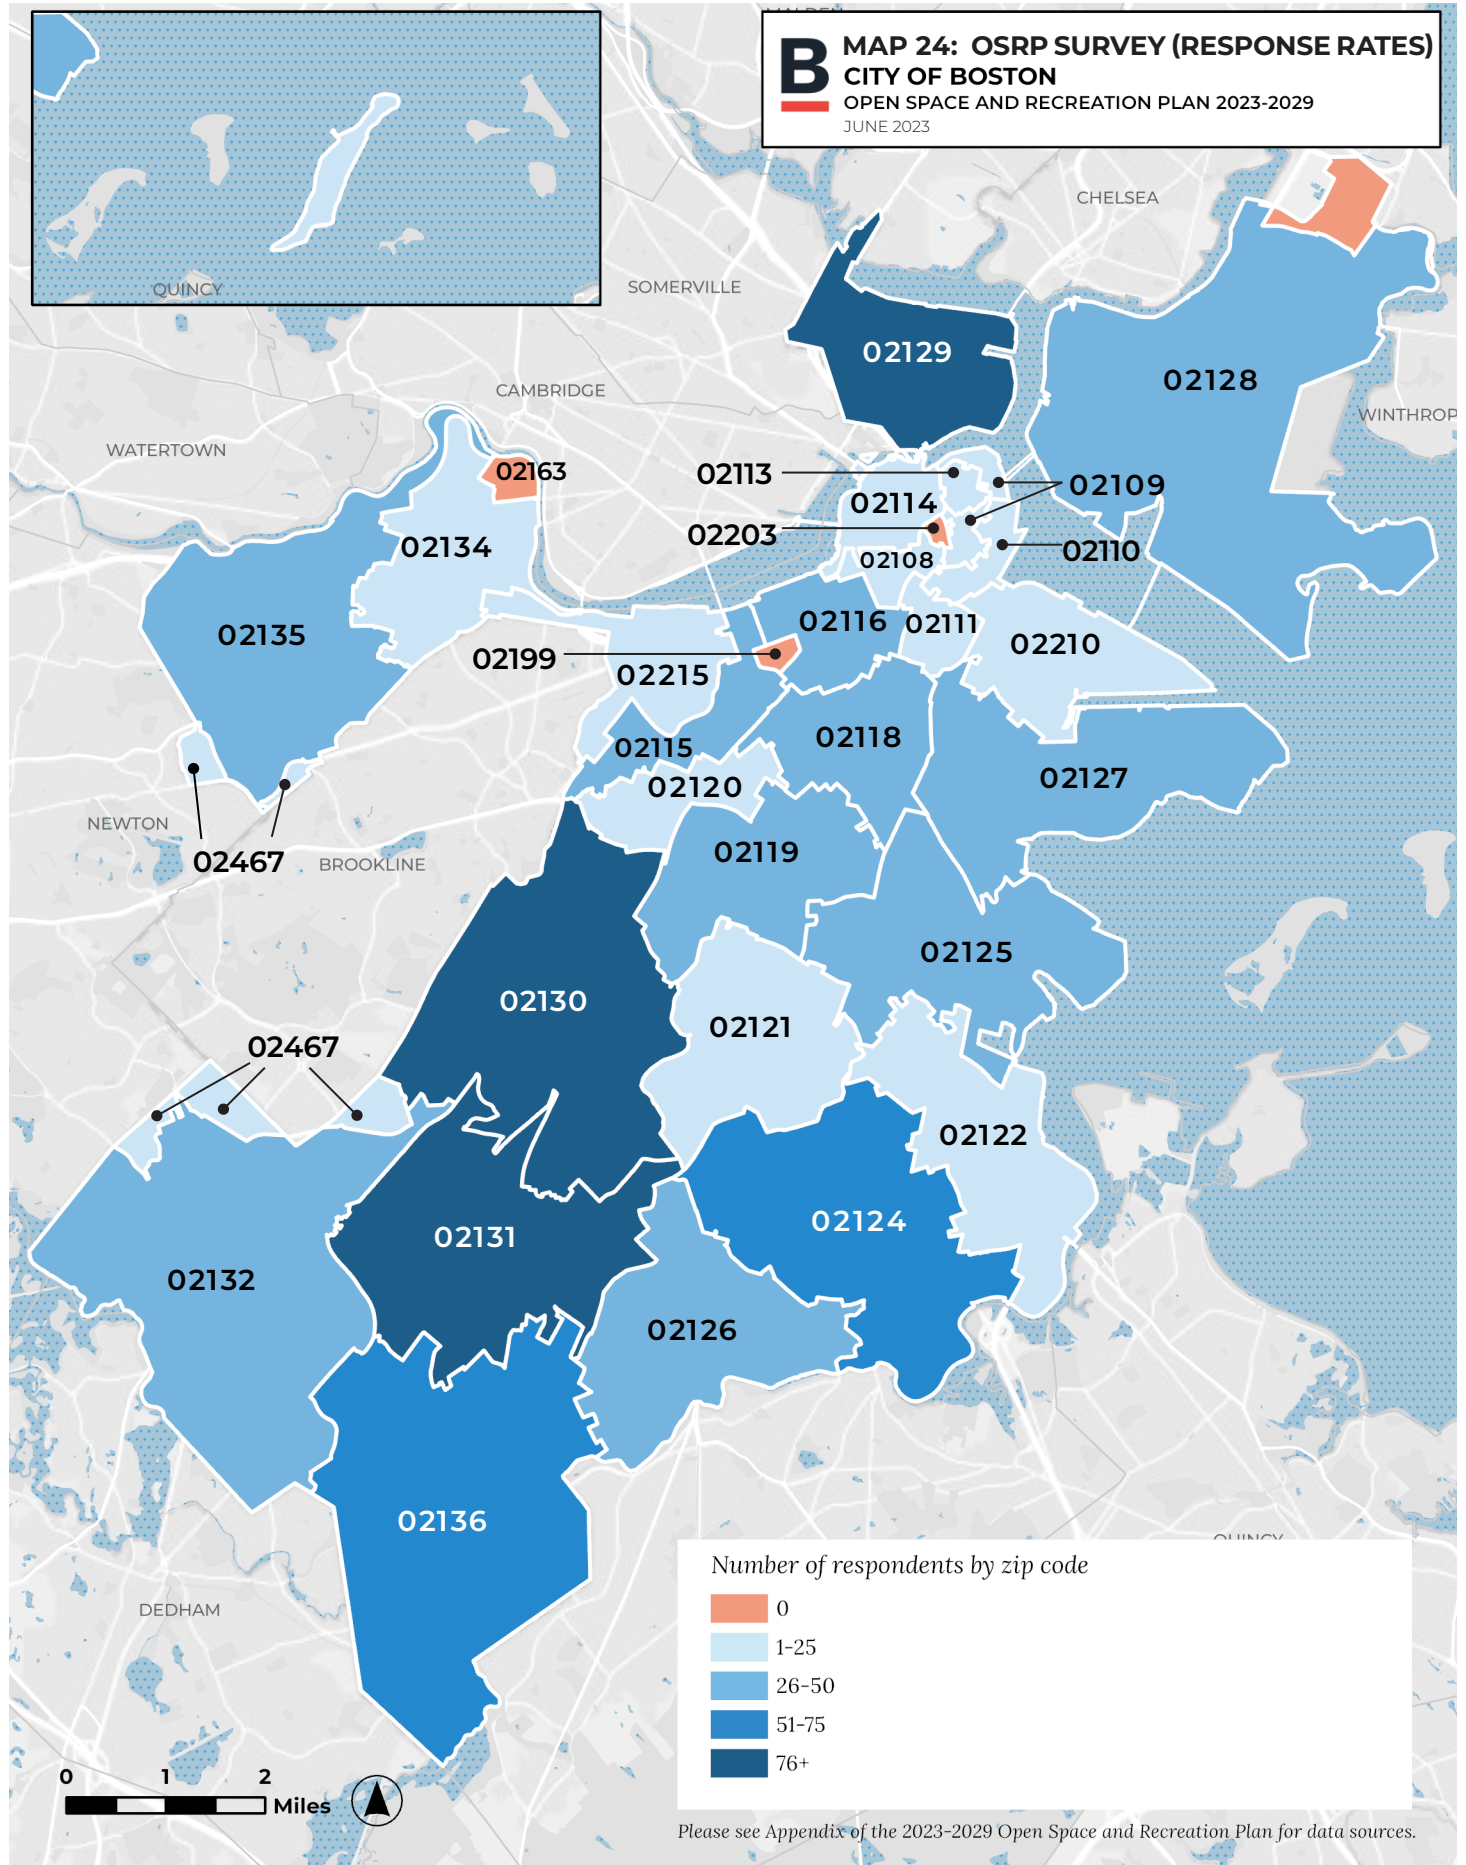 B
MAP 24: OSRP SURVEY (RESPONSE RATES)
CITY OF BOSTON
OPEN SPACE AND RECREATION PLAN 2023-2029
JUNE 2023
CHELSEA
QUINCY
SOMERVILLE
02129
02128
CAMBRIDGE
WINTHROP
WATERTOWN
02163
02113
02109
02114
02203
02134
02110
02108
02116
02111
02135
02210
02199
02215
02118
02115
02127
02120
NEWTON
02119
02467
BROOKLINE
02125
02130
02121
02467
02122
02124
02131
02132
02126
02136
QUINCY
DEDHAM
Number of respondents by zip code
0
1-25
26-50
51-75
76+
0 1 2
Miles
Please see Appendix of the 2023-2029 Open Space and Recreation Plan for data sources.